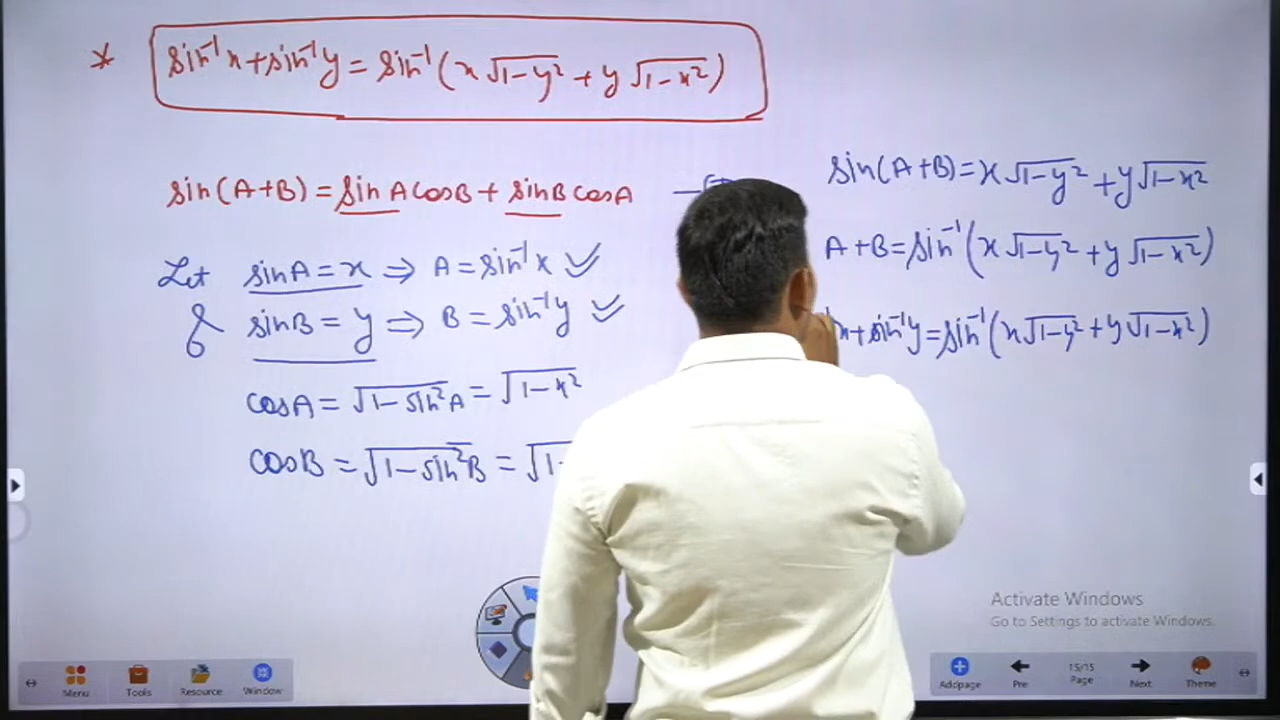 * sin⁻¹x+sin⁻¹y = sin⁻¹(x√1-y² + y√1-x²)
sin(A+B) = sinA cosB + sinB cosA
Let sinA = x ⇒ A = sin⁻¹x
& sinB = y ⇒ B = sin⁻¹y
cosA = √1-sin²A = √1-x²
cosB = √1-sin²B = √1-
sin(A+B) = x√1-y² + y√1-x²
A+B = sin⁻¹(x√1-y² + y√1-x²)
x+sin⁻¹y = sin⁻¹(x√1-y² + y√1-x²)
Activate Windows
Go to Settings to activate Windows.
Menu Tools Resource Window
Addpage Pre 15/15 Page Next Theme